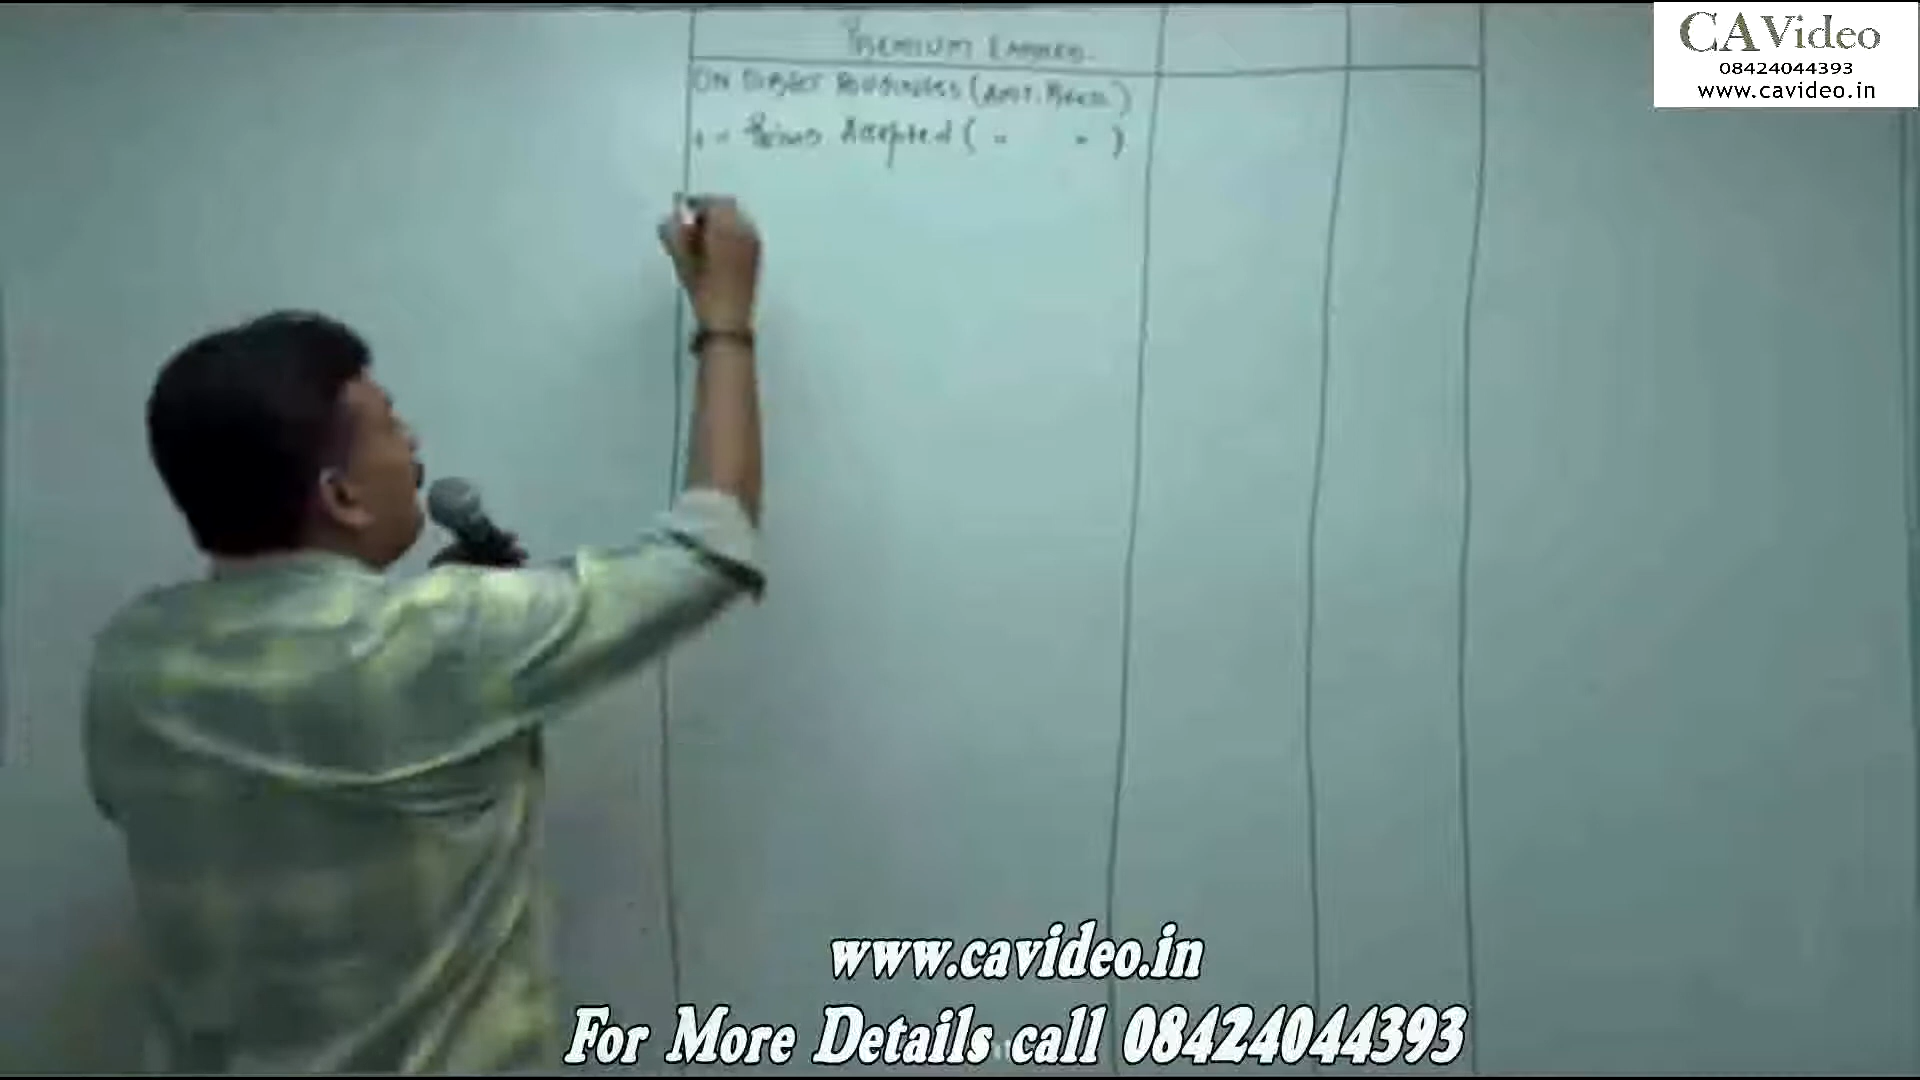 CAVideo
08424044393
www.cavideo.in
PREMIUM EARNED.
ON DIRECT BUSINESS (AMT. RECD.)
+ " Reins Accepted ( " " )
www.cavideo.in
For More Details call 08424044393